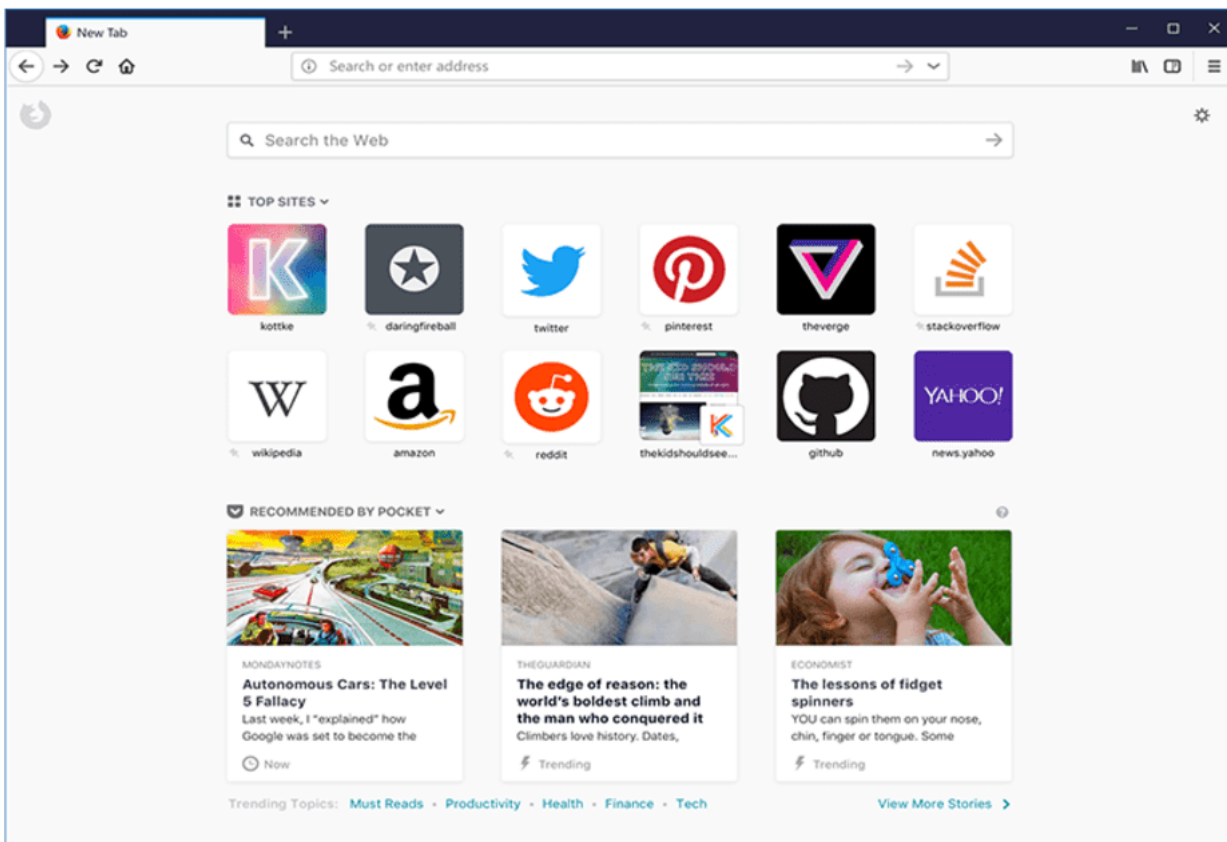 New Tab
Search or enter address
Search the Web
TOP SITES
kottke
daringfireball
twitter
pinterest
theverge
stackoverflow
YAHOO!
wikipedia
amazon
reddit
thekidshouldsee...
github
news.yahoo
RECOMMENDED BY POCKET
MONDAYNOTES
Autonomous Cars: The Level
5 Fallacy
Last week, I "explained" how
Google was set to become the
Now
THEGUARDIAN
The edge of reason: the
world's boldest climb and
the man who conquered it
Climbers love history. Dates,
Trending
ECONOMIST
The lessons of fidget
spinners
YOU can spin them on your nose,
chin, finger or tongue. Some
Trending
Trending Topics: Must Reads • Productivity • Health • Finance • Tech
View More Stories